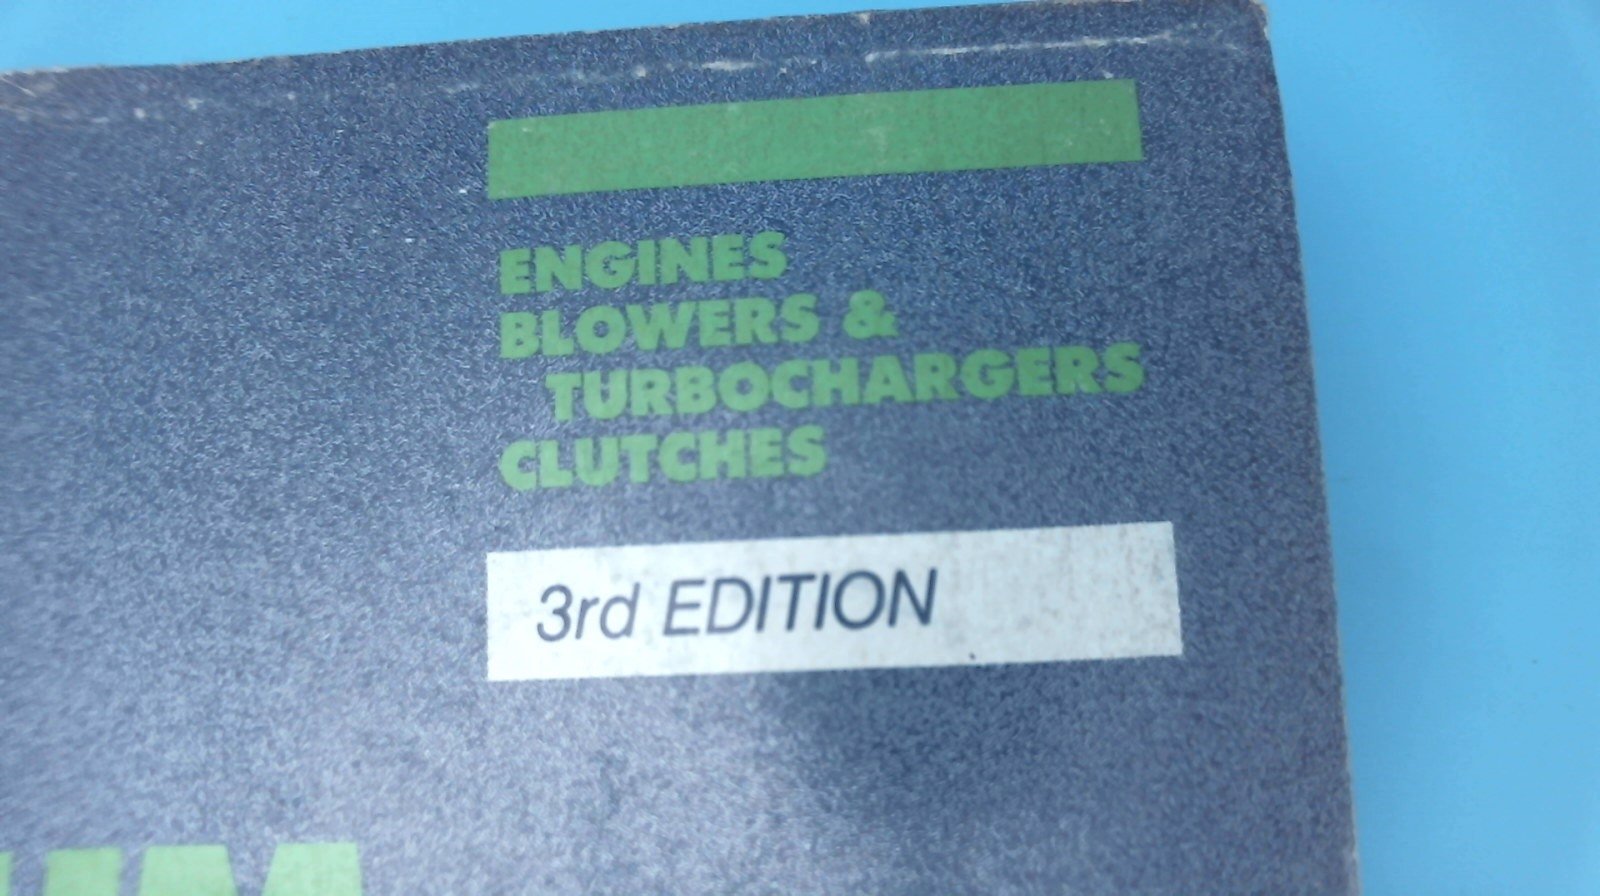 ENGINES
BLOWERS &
TURBOCHARGERS
CLUTCHES
3rd EDITION